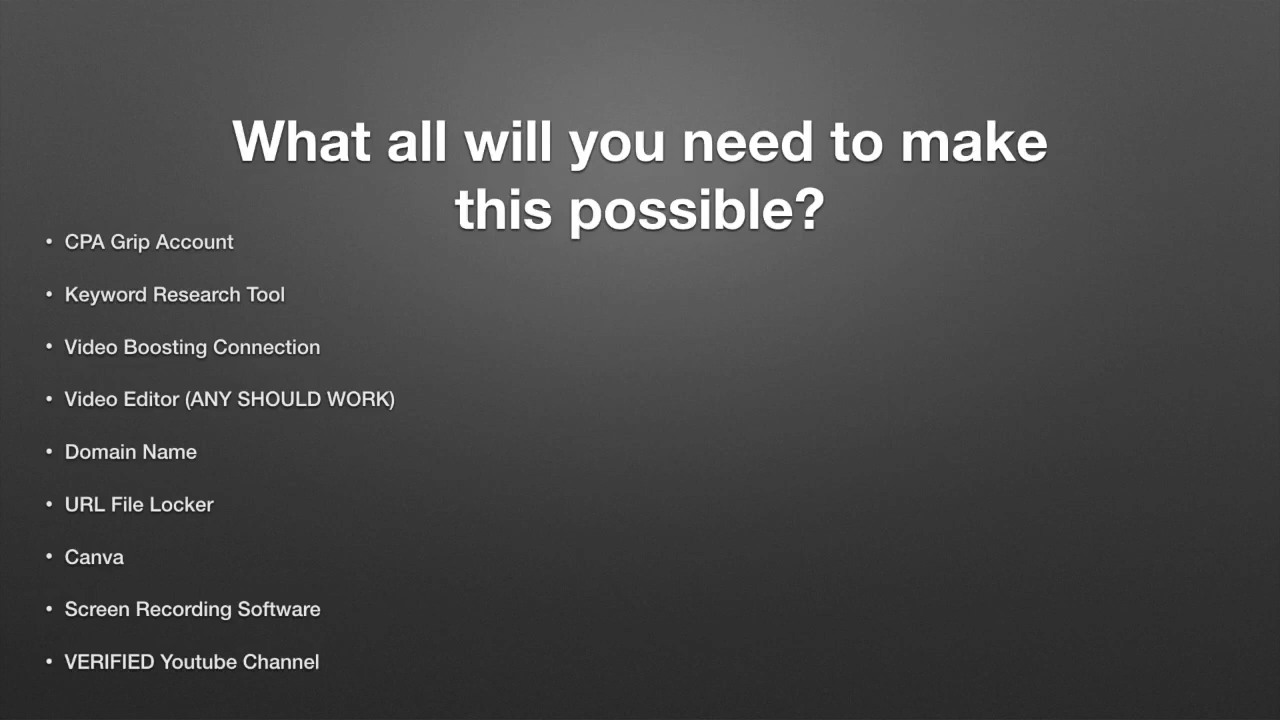 What all will you need to make
this possible?
• CPA Grip Account
• Keyword Research Tool
• Video Boosting Connection
• Video Editor (ANY SHOULD WORK)
• Domain Name
• URL File Locker
• Canva
• Screen Recording Software
• VERIFIED Youtube Channel